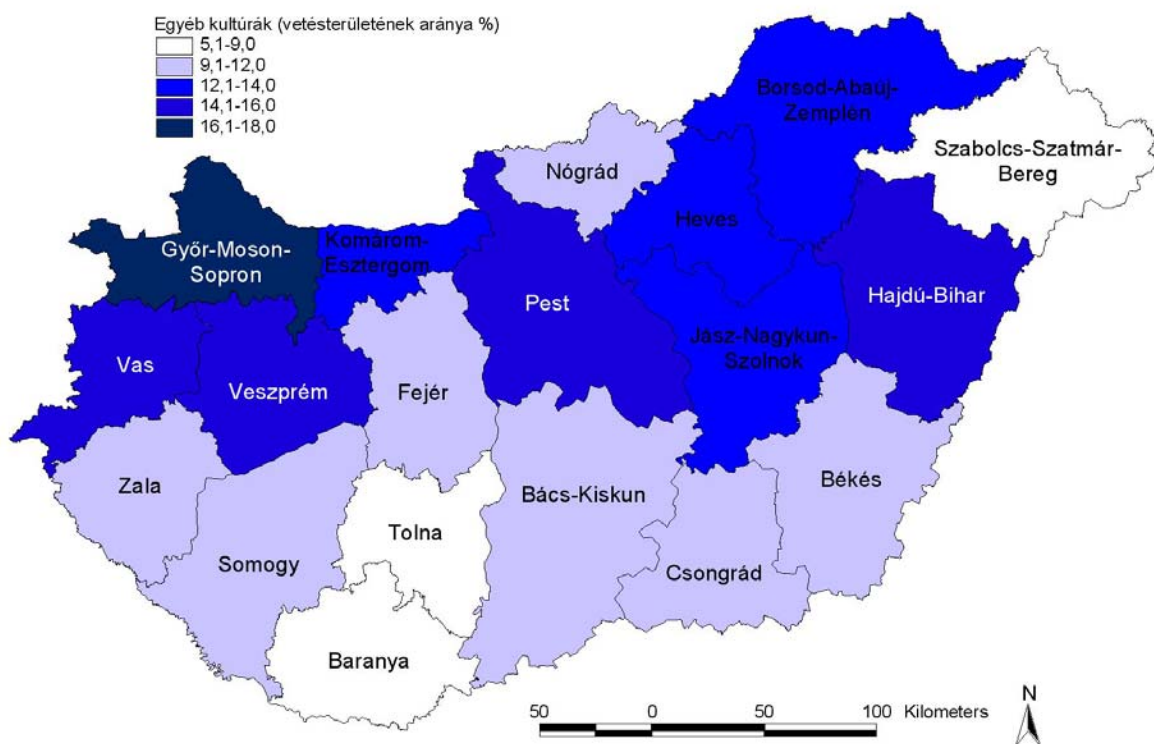 Egyéb kultúrák (vetésterületének aránya %)
5,1-9,0
9,1-12,0
12,1-14,0
14,1-16,0
16,1-18,0
Borsod-Abaúj-
Zemplén
Szabolcs-Szatmár-
Bereg
Nógrád
Heves
Győr-Moson-
Sopron
Komárom-
Esztergom
Pest
Hajdú-Bihar
Jász-Nagykun-
Szolnok
Vas
Veszprém
Fejér
Zala
Bács-Kiskun
Békés
Tolna
Somogy
Csongrád
Baranya
N
50 0 50 100 Kilometers